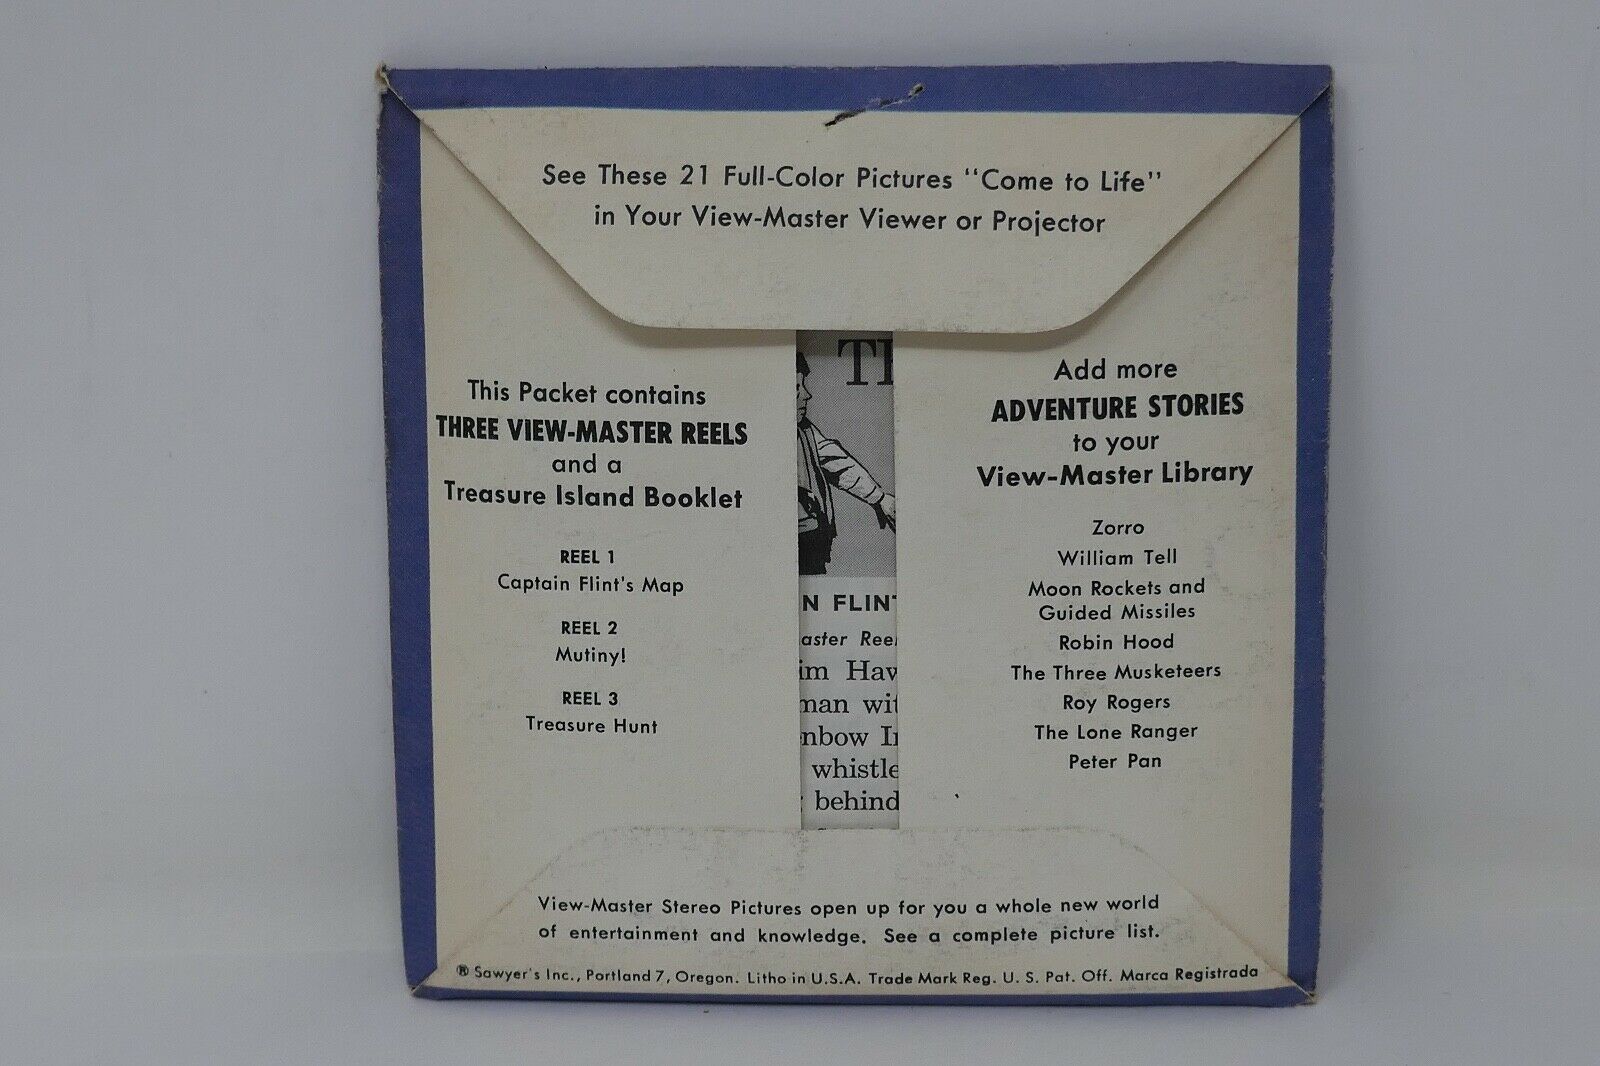 See These 21 Full-Color Pictures "Come to Life"
in Your View-Master Viewer or Projector
This Packet contains
THREE VIEW-MASTER REELS
and a
Treasure Island Booklet
REEL 1
Captain Flint's Map
REEL 2
Mutiny!
REEL 3
Treasure Hunt
N FLINT
aster Reel
im Haw
man wit
nbow In
whistle
behind
Add more
ADVENTURE STORIES
to your
View-Master Library
Zorro
William Tell
Moon Rockets and
Guided Missiles
Robin Hood
The Three Musketeers
Roy Rogers
The Lone Ranger
Peter Pan
View-Master Stereo Pictures open up for you a whole new world
of entertainment and knowledge. See a complete picture list.
® Sawyer's Inc., Portland 7, Oregon. Litho in U.S.A. Trade Mark Reg. U. S. Pat. Off. Marca Registrada